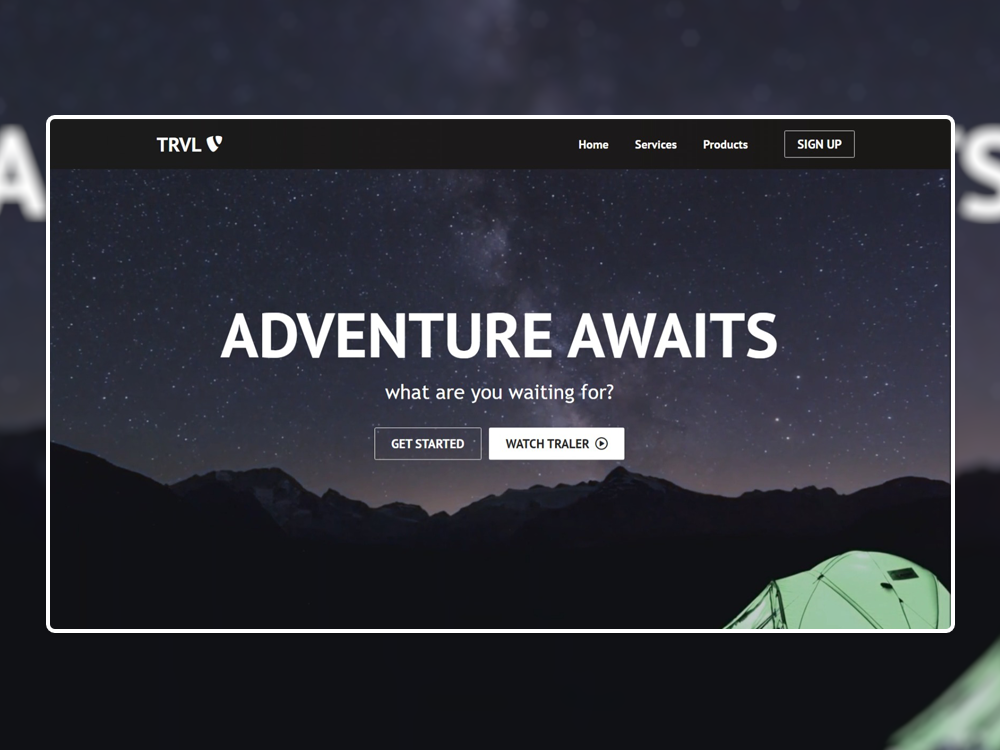 TRVL
Home Services Products SIGN UP
ADVENTURE AWAITS
what are you waiting for?
GET STARTED WATCH TRALER